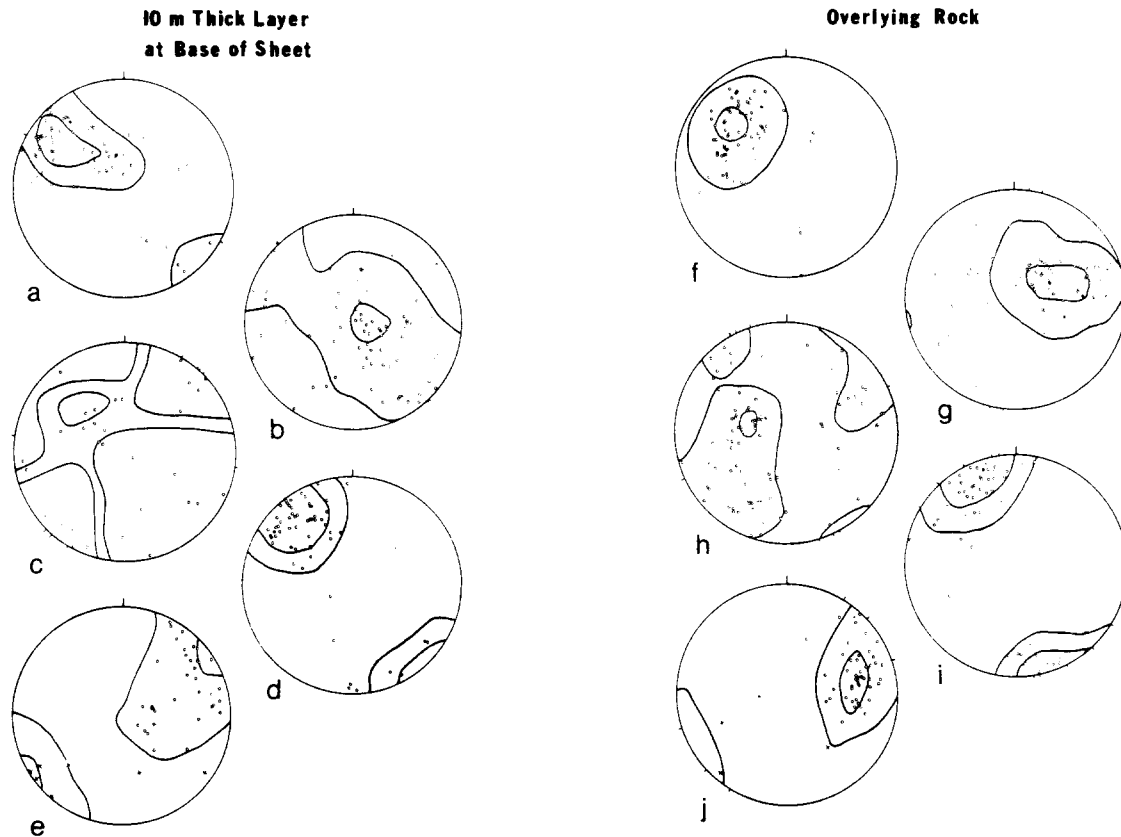 10 m Thick Layer
at Base of Sheet
Overlying Rock
a
b
c
d
e
f
g
h
i
j